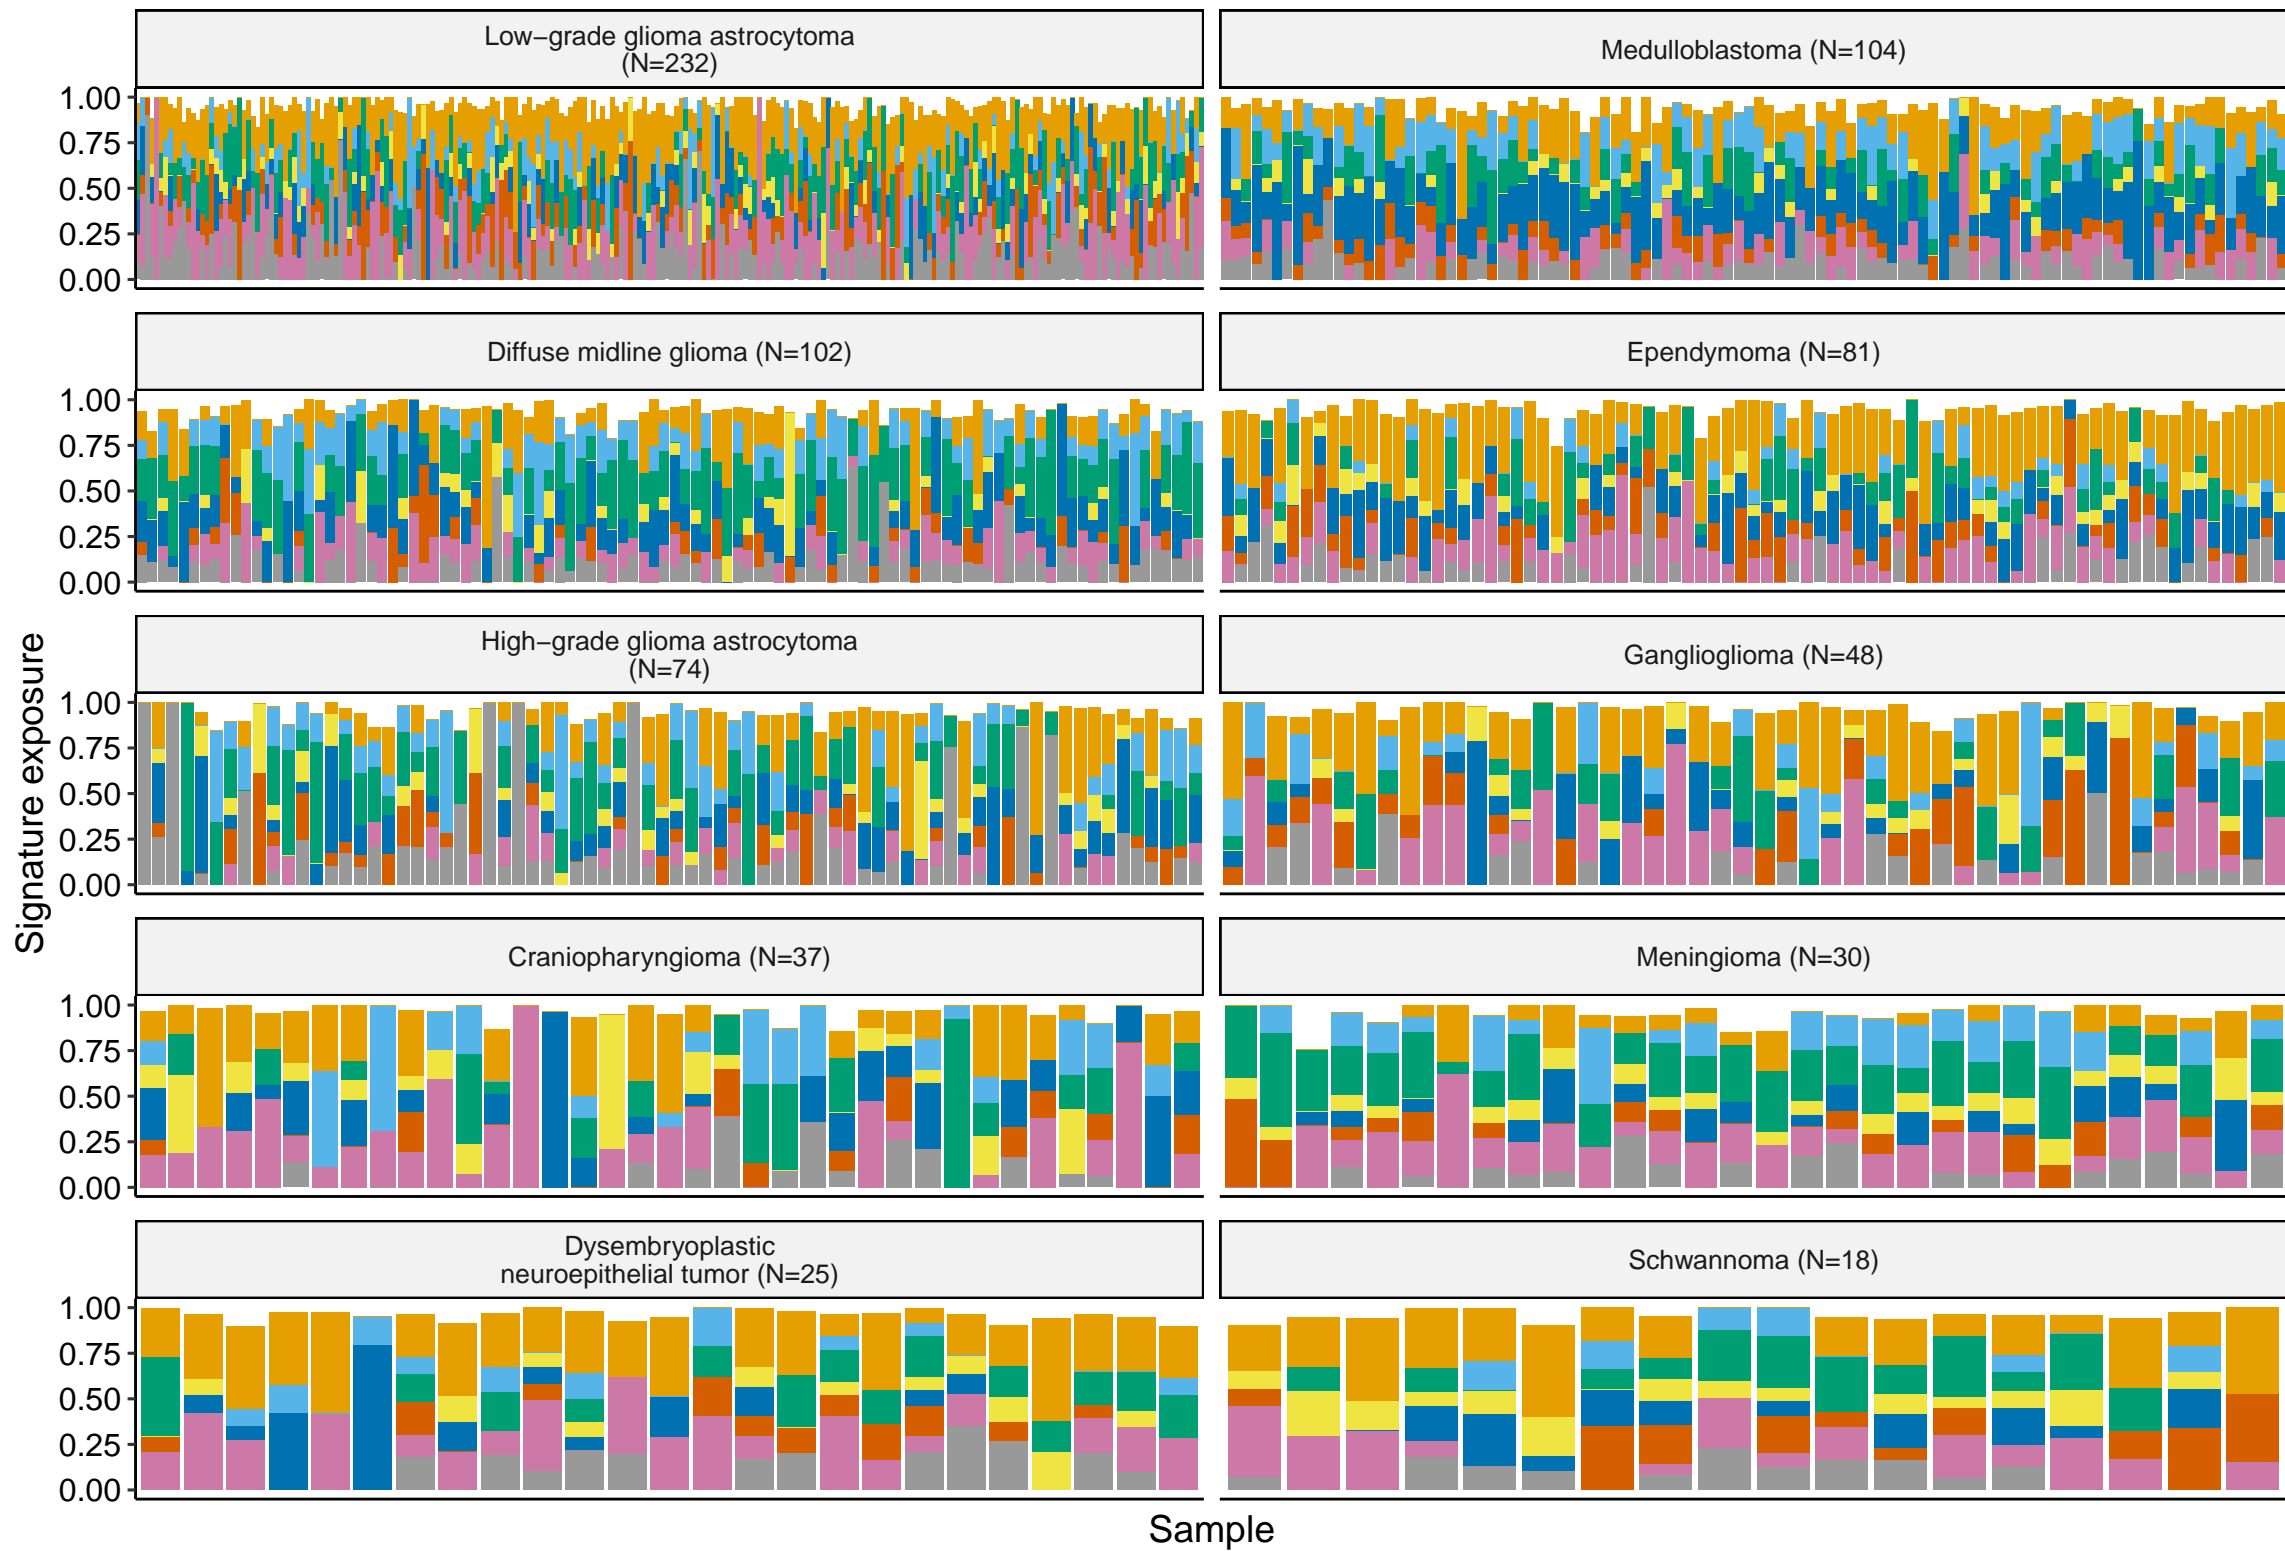 Low−grade glioma astrocytoma
(N=232)
Medulloblastoma (N=104)
1.00
0.75
0.50
0.25
0.00
Diffuse midline glioma (N=102)
Ependymoma (N=81)
1.00
0.75
0.50
0.25
0.00
High−grade glioma astrocytoma
(N=74)
Ganglioglioma (N=48)
1.00
0.75
0.50
0.25
0.00
Signature exposure
Craniopharyngioma (N=37)
Meningioma (N=30)
1.00
0.75
0.50
0.25
0.00
Dysembryoplastic
neuroepithelial tumor (N=25)
Schwannoma (N=18)
1.00
0.75
0.50
0.25
0.00
Sample